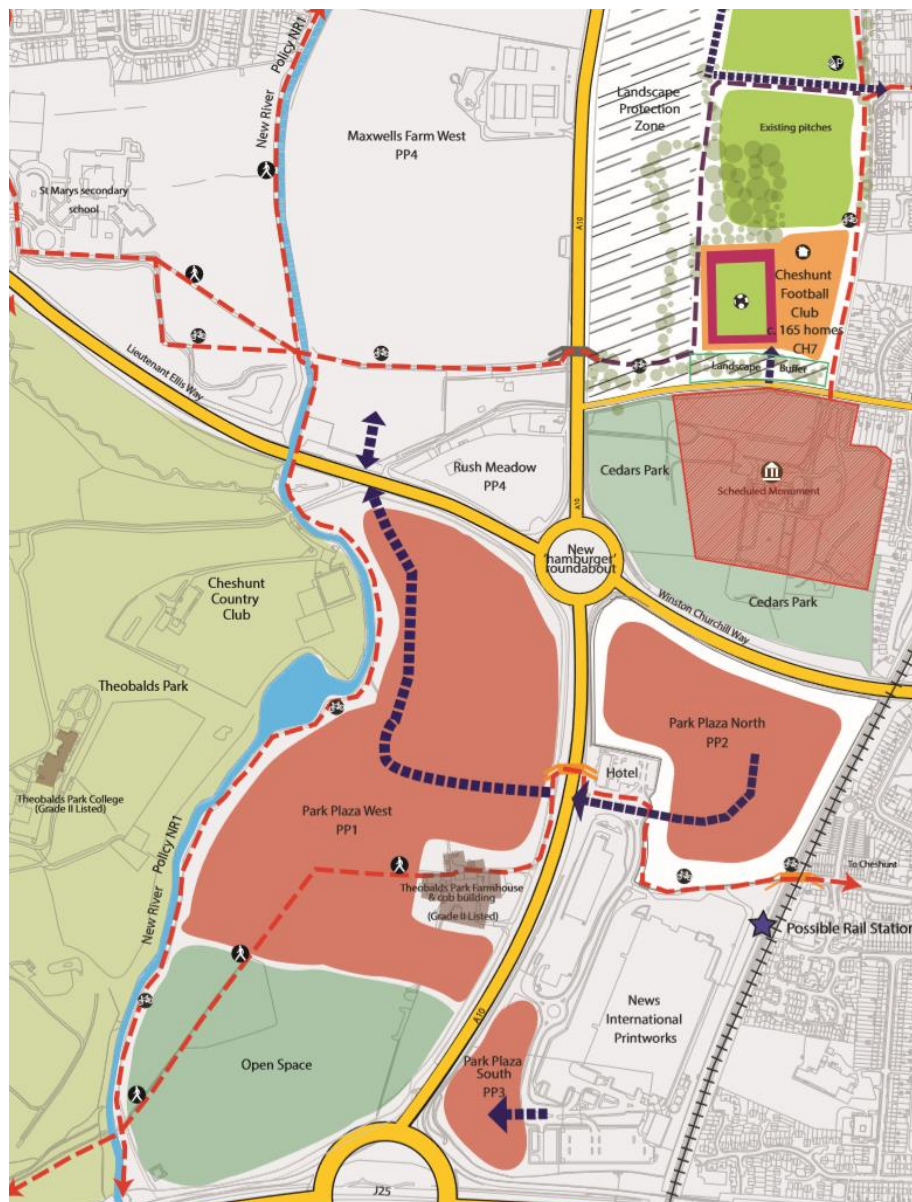 New River Policy NR1
Maxwells Farm West
PP4
St Marys secondary
school
Landscape
Protection
Zone
P
Existing pitches
A10
Cheshunt
Football
Club
c. 165 homes
CH7
Landscape Buffer
Lieutenant Ellis Way
Rush Meadow
PP4
Cedars Park
Scheduled Monument
A10
New
'hamburger'
roundabout
Cheshunt
Country
Club
Winston Churchill Way
Cedars Park
Theobalds Park
Park Plaza North
PP2
Theobalds Park College
(Grade II Listed)
Hotel
Park Plaza West
PP1
To Cheshunt
Theobalds Park Farmhouse
& cob building
(Grade II Listed)
New River Policy NR1
Possible Rail Station
News
International
Printworks
A10
Open Space
Park Plaza
South
PP3
J25